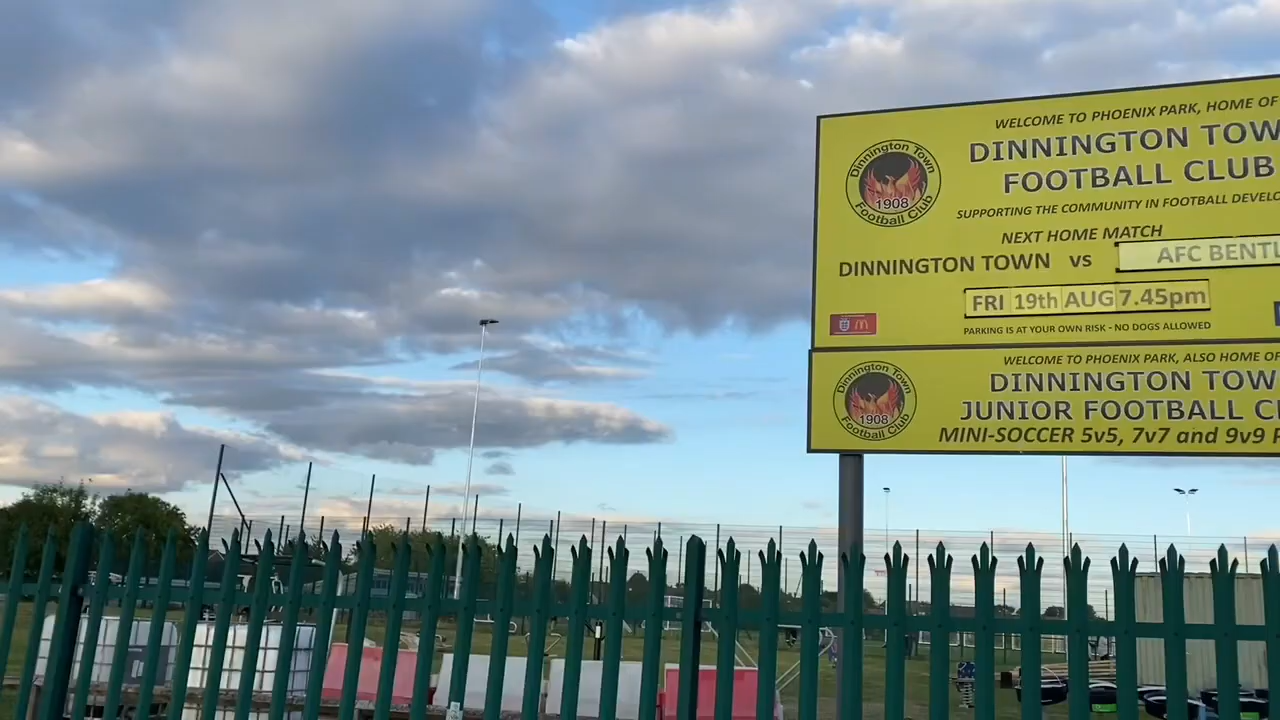 WELCOME TO PHOENIX PARK, HOME OF
DINNINGTON TOW
FOOTBALL CLUB
SUPPORTING THE COMMUNITY IN FOOTBALL DEVELO
NEXT HOME MATCH
DINNINGTON TOWN vs AFC BENTL
FRI 19th AUG 7.45pm
PARKING IS AT YOUR OWN RISK - NO DOGS ALLOWED
Dinnington Town
1908
Football Club
WELCOME TO PHOENIX PARK, ALSO HOME OF
DINNINGTON TOW
JUNIOR FOOTBALL CL
MINI-SOCCER 5v5, 7v7 and 9v9
Dinnington Town
1908
Football Club